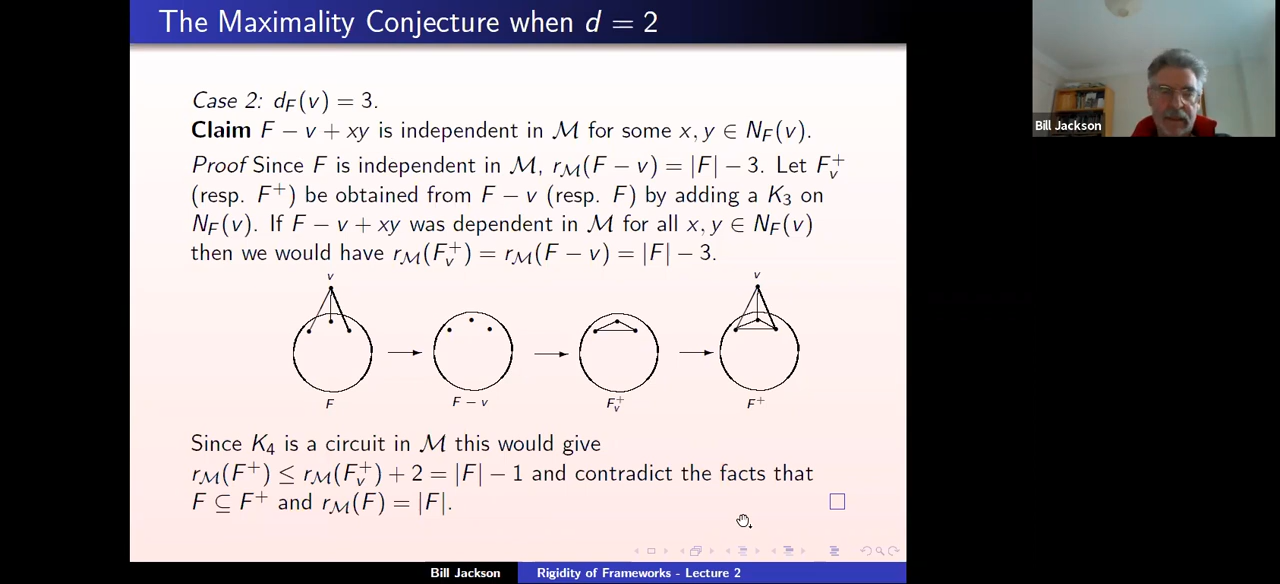 The Maximality Conjecture when d = 2
Bill Jackson
Case 2: d_F(v) = 3.
Claim F − v + xy is independent in ℳ for some x, y ∈ N_F(v).
Proof Since F is independent in ℳ, r_ℳ(F − v) = |F| − 3. Let F_v^+
(resp. F^+) be obtained from F − v (resp. F) by adding a K_3 on
N_F(v). If F − v + xy was dependent in ℳ for all x, y ∈ N_F(v)
then we would have r_ℳ(F_v^+) = r_ℳ(F − v) = |F| − 3.
v v
F F − v F_v^+ F^+
Since K_4 is a circuit in ℳ this would give
r_ℳ(F^+) ≤ r_ℳ(F_v^+) + 2 = |F| − 1 and contradict the facts that
F ⊆ F^+ and r_ℳ(F) = |F|. □
Bill Jackson Rigidity of Frameworks - Lecture 2